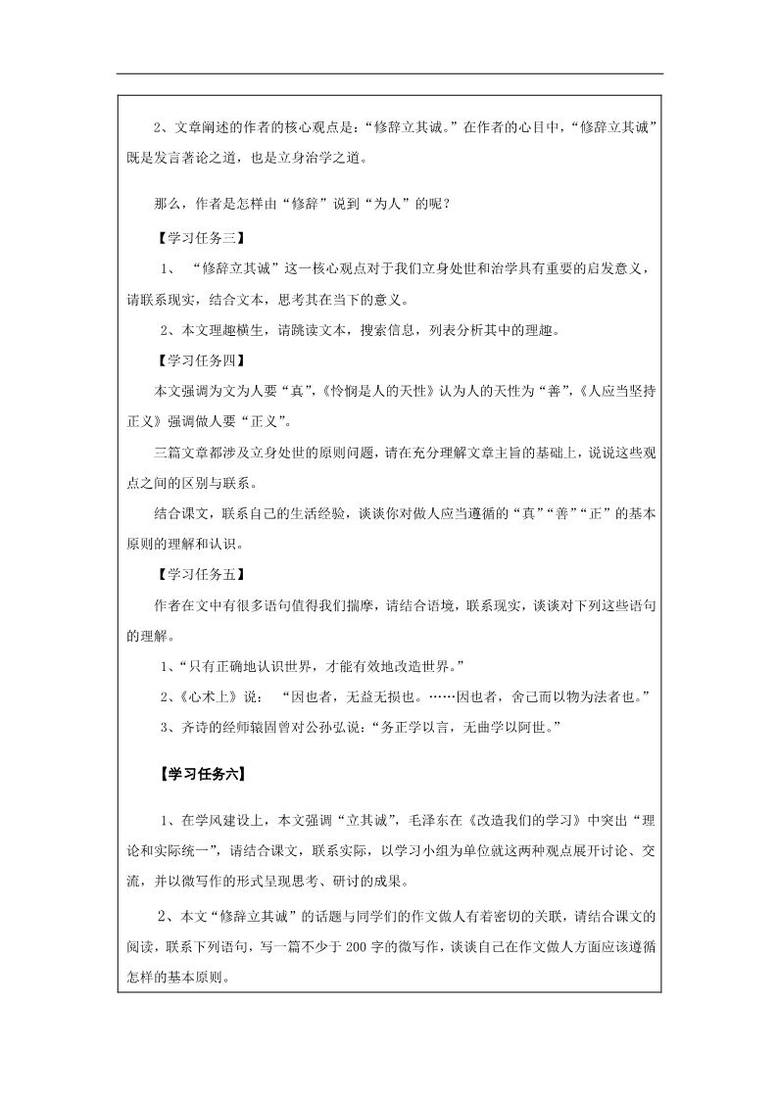 2、文章阐述的作者的核心观点是：“修辞立其诚。”在作者的心目中，“修辞立其诚”
既是发言著论之道，也是立身治学之道。
那么，作者是怎样由“修辞”说到“为人”的呢？
【学习任务三】
1、 “修辞立其诚”这一核心观点对于我们立身处世和治学具有重要的启发意义，
请联系现实，结合文本，思考其在当下的意义。
2、本文理趣横生，请跳读文本，搜索信息，列表分析其中的理趣。
【学习任务四】
本文强调为文为人要“真”，《怜悯是人的天性》认为人的天性为“善”，《人应当坚持
正义》强调做人要“正义”。
三篇文章都涉及立身处世的原则问题，请在充分理解文章主旨的基础上，说说这些观
点之间的区别与联系。
结合课文，联系自己的生活经验，谈谈你对做人应当遵循的“真”“善”“正”的基本
原则的理解和认识。
【学习任务五】
作者在文中有很多语句值得我们揣摩，请结合语境，联系现实，谈谈对下列这些语句
的理解。
1、“只有正确地认识世界，才能有效地改造世界。”
2、《心术上》说： “因也者，无益无损也。……因也者，舍己而以物为法者也。”
3、齐诗的经师辕固曾对公孙弘说：“务正学以言，无曲学以阿世。”
【学习任务六】
1、在学风建设上，本文强调“立其诚”，毛泽东在《改造我们的学习》中突出“理
论和实际统一”，请结合课文，联系实际，以学习小组为单位就这两种观点展开讨论、交
流，并以微写作的形式呈现思考、研讨的成果。
2、本文“修辞立其诚”的话题与同学们的作文做人有着密切的关联，请结合课文的
阅读，联系下列语句，写一篇不少于 200 字的微写作，谈谈自己在作文做人方面应该遵循
怎样的基本原则。